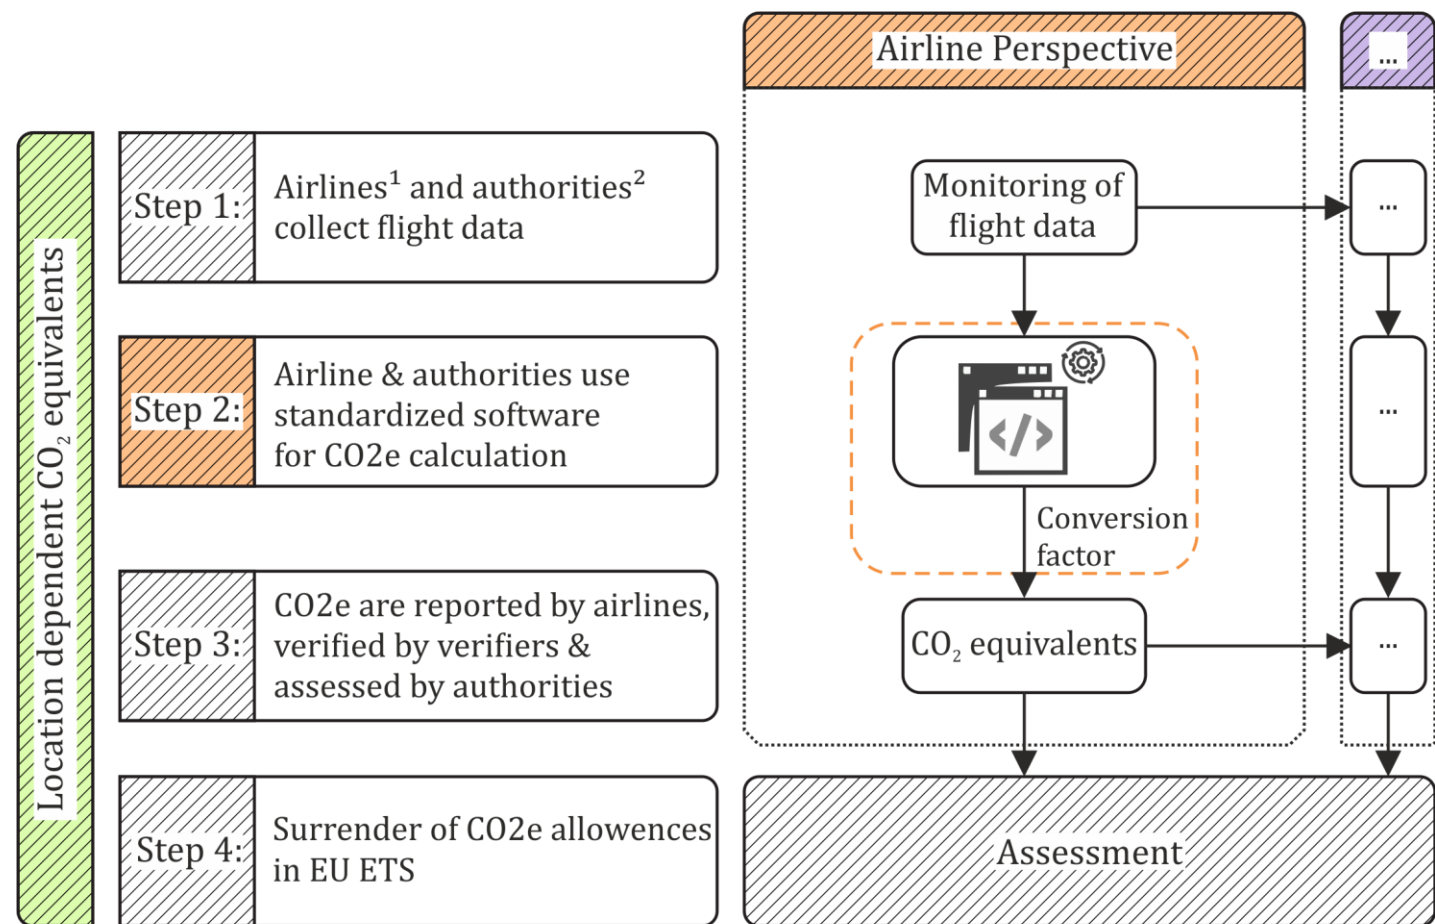 Airline Perspective
...
Location dependent CO₂ equivalents
Step 1:
Airlines¹ and authorities²
collect flight data
Monitoring of
flight data
...
Step 2:
Airline & authorities use
standardized software
for CO2e calculation
</>
...
Conversion
factor
Step 3:
CO2e are reported by airlines,
verified by verifiers &
assessed by authorities
CO₂ equivalents
...
Step 4:
Surrender of CO2e allowences
in EU ETS
Assessment